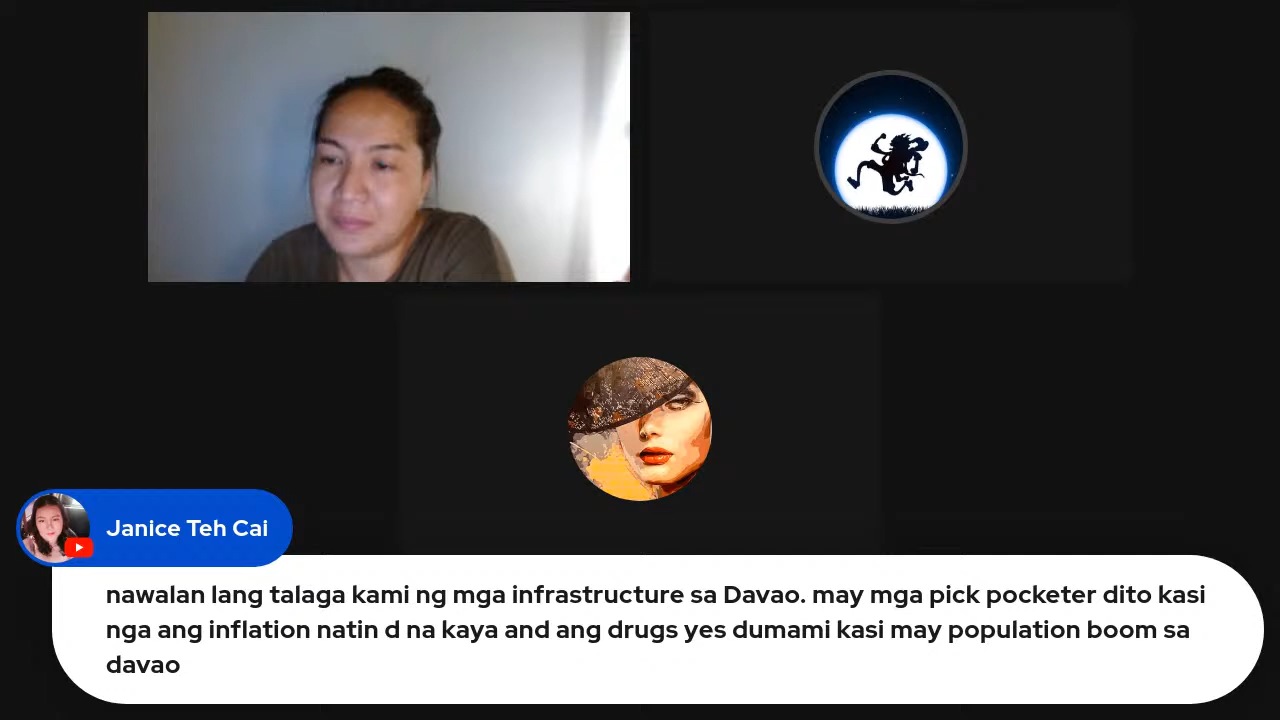 Janice Teh Cai
nawalan lang talaga kami ng mga infrastructure sa Davao. may mga pick pocketer dito kasi
nga ang inflation natin d na kaya and ang drugs yes dumami kasi may population boom sa
davao